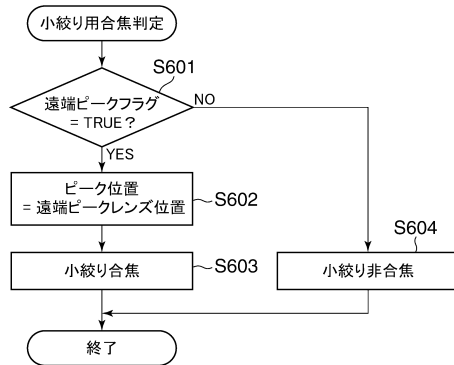 小絞り用合焦判定
S601
遠端ピークフラグ
= TRUE?
NO
YES
ピーク位置
= 遠端ピークレンズ位置
S602
S604
小絞り合焦
S603
小絞り非合焦
終了